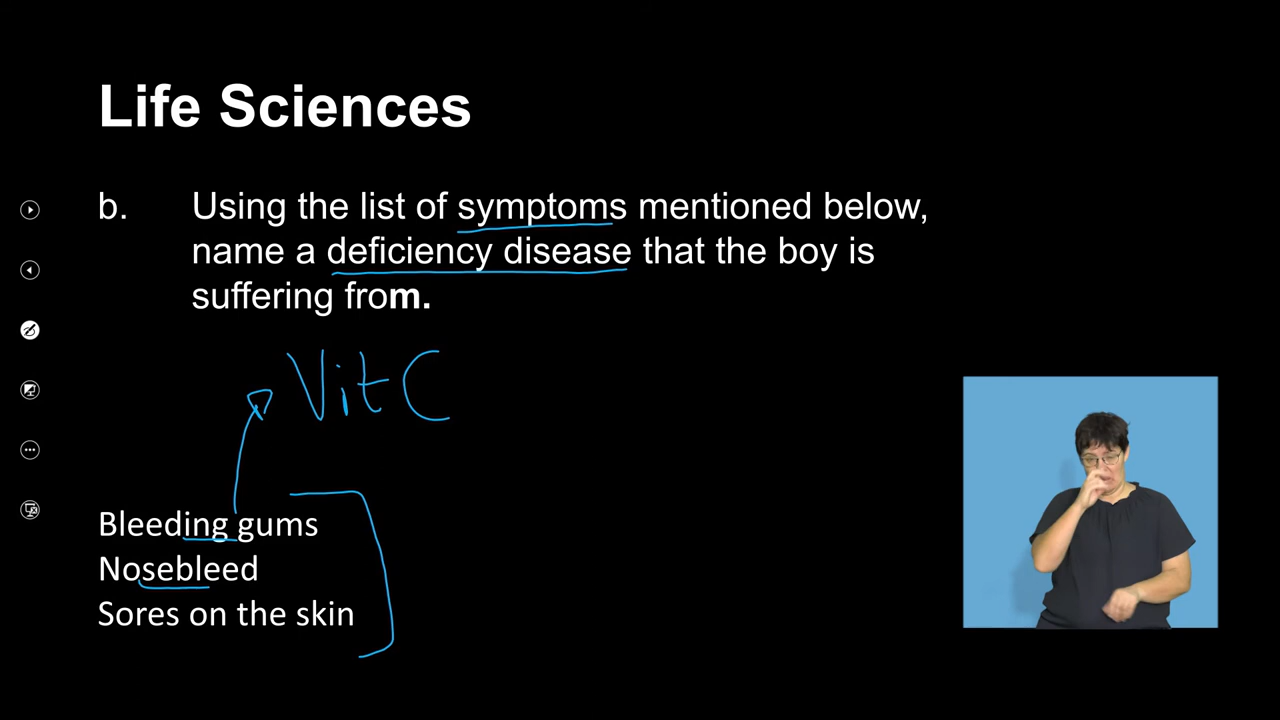 Life Sciences
b. Using the list of symptoms mentioned below,
name a deficiency disease that the boy is
suffering from.
Vit C
Bleeding gums
Nosebleed
Sores on the skin